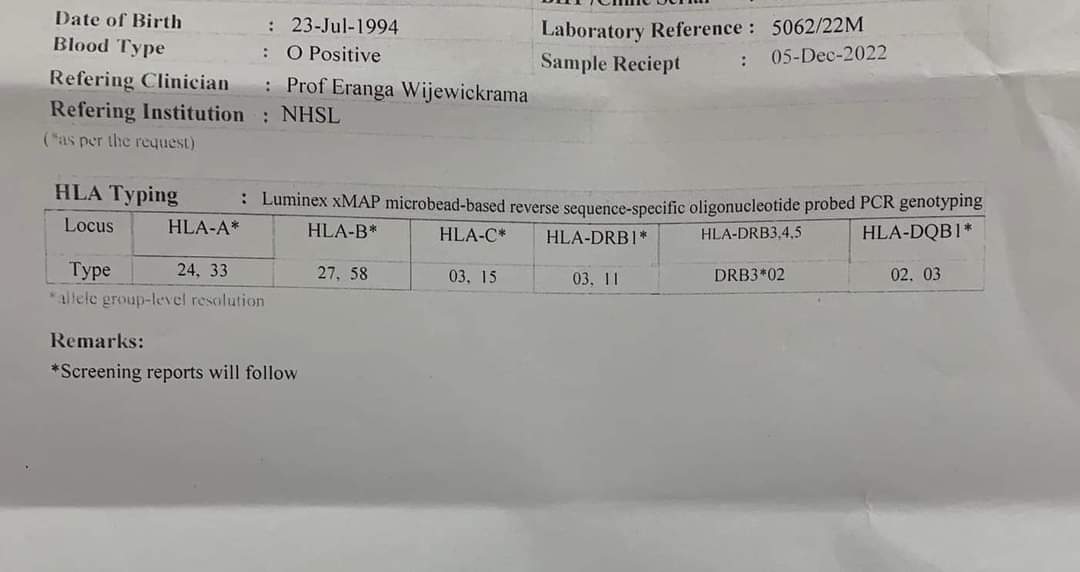 Date of Birth : 23-Jul-1994
Blood Type : O Positive
Refering Clinician : Prof Eranga Wijewickrama
Refering Institution : NHSL
(*as per the request)
Laboratory Reference : 5062/22M
Sample Reciept : 05-Dec-2022
HLA Typing : Luminex xMAP microbead-based reverse sequence-specific oligonucleotide probed PCR genotyping
Locus HLA-A* HLA-B* HLA-C* HLA-DRB1* HLA-DRB3,4,5 HLA-DQB1*
Type 24, 33 27, 58 03, 15 03, 11 DRB3*02 02, 03
*allele group-level resolution
Remarks:
*Screening reports will follow